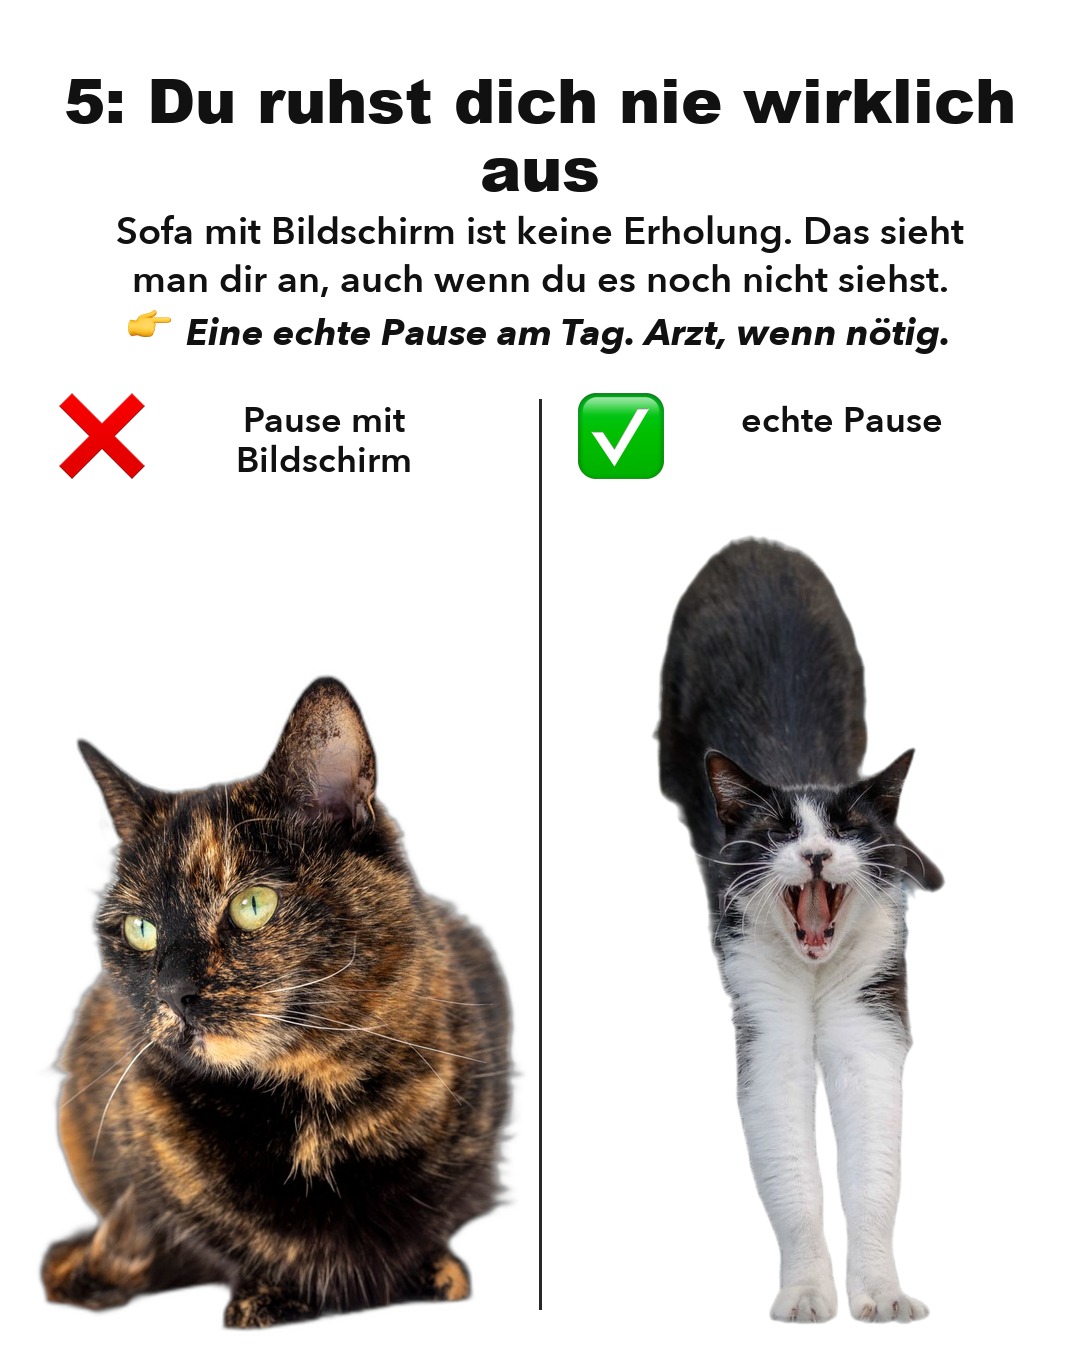 5: Du ruhst dich nie wirklich
aus
Sofa mit Bildschirm ist keine Erholung. Das sieht
man dir an, auch wenn du es noch nicht siehst.
👉 Eine echte Pause am Tag. Arzt, wenn nötig.
❌ Pause mit
Bildschirm
✅ echte Pause